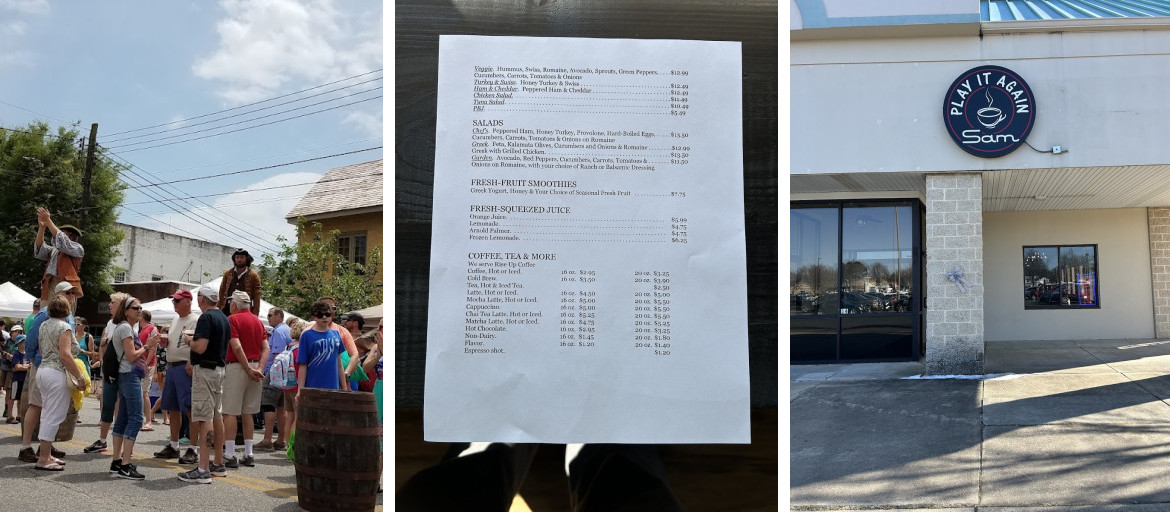 Veggie. Hummus, Swiss, Romaine, Avocado, Sprouts, Green Peppers. .....$12.99
Cucumbers, Carrots, Tomatoes & Onions
Turkey & Swiss. Honey Turkey & Swiss ..... $12.49
Ham & Cheddar. Peppered Ham & Cheddar ..... $12.49
Chicken Salad. ..... $11.49
Tuna Salad. ..... $10.49
PBJ. ..... $5.49
SALADS
Chef's. Peppered Ham, Honey Turkey, Provolone, Hard-Boiled Eggs. ..... $13.50
Cucumbers, Carrots, Tomatoes & Onions on Romaine
Greek. Feta, Kalamata Olives, Cucumbers and Onions & Romaine ..... $12.99
Greek with Grilled Chicken. ..... $13.50
Garden. Avocado, Red Peppers, Cucumbers, Carrots, Tomatoes & ..... $11.50
Onions on Romaine, with your choice of Ranch or Balsamic Dressing
FRESH-FRUIT SMOOTHIES
Greek Yogurt, Honey & Your Choice of Seasonal Fresh Fruit ..... $7.75
FRESH-SQUEEZED JUICE
Orange Juice. ..... $5.99
Lemonade. ..... $4.75
Arnold Palmer. ..... $4.75
Frozen Lemonade. ..... $6.25
COFFEE, TEA & MORE
We serve Rise Up Coffee
Coffee, Hot or Iced. 16 oz. $2.95 20 oz. $3.25
Cold Brew. 16 oz. $3.50 20 oz. $3.90
Tea, Hot & Iced Tea. $2.50
Latte, Hot or Iced. 16 oz. $4.50 20 oz. $5.00
Mocha Latte, Hot or Iced. 16 oz. $5.00 20 oz. $5.50
Cappuccino. 16 oz. $5.00 20 oz. $5.50
Chai Tea Latte, Hot or Iced. 16 oz. $5.25 20 oz. $5.50
Matcha Latte, Hot or Iced. 16 oz. $4.75 20 oz. $5.25
Hot Chocolate. 16 oz. $2.95 20 oz. $3.25
Non-Dairy. 16 oz. $1.45 20 oz. $1.80
Flavor. 16 oz. $1.20 20 oz. $1.40
Espresso shot. $1.20
PLAY IT AGAIN
Sam